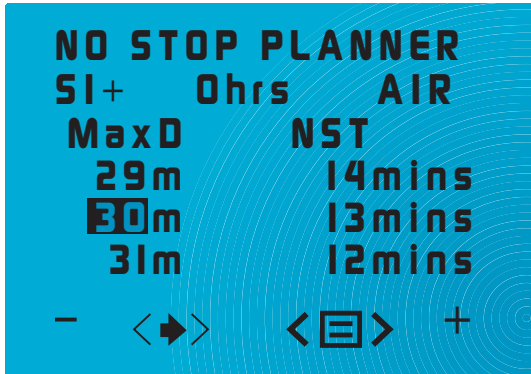 NO STOP PLANNER
SI+ 0hrs AIR
MaxD NST
29m 14mins
30m 13mins
31m 12mins
- < > < > +